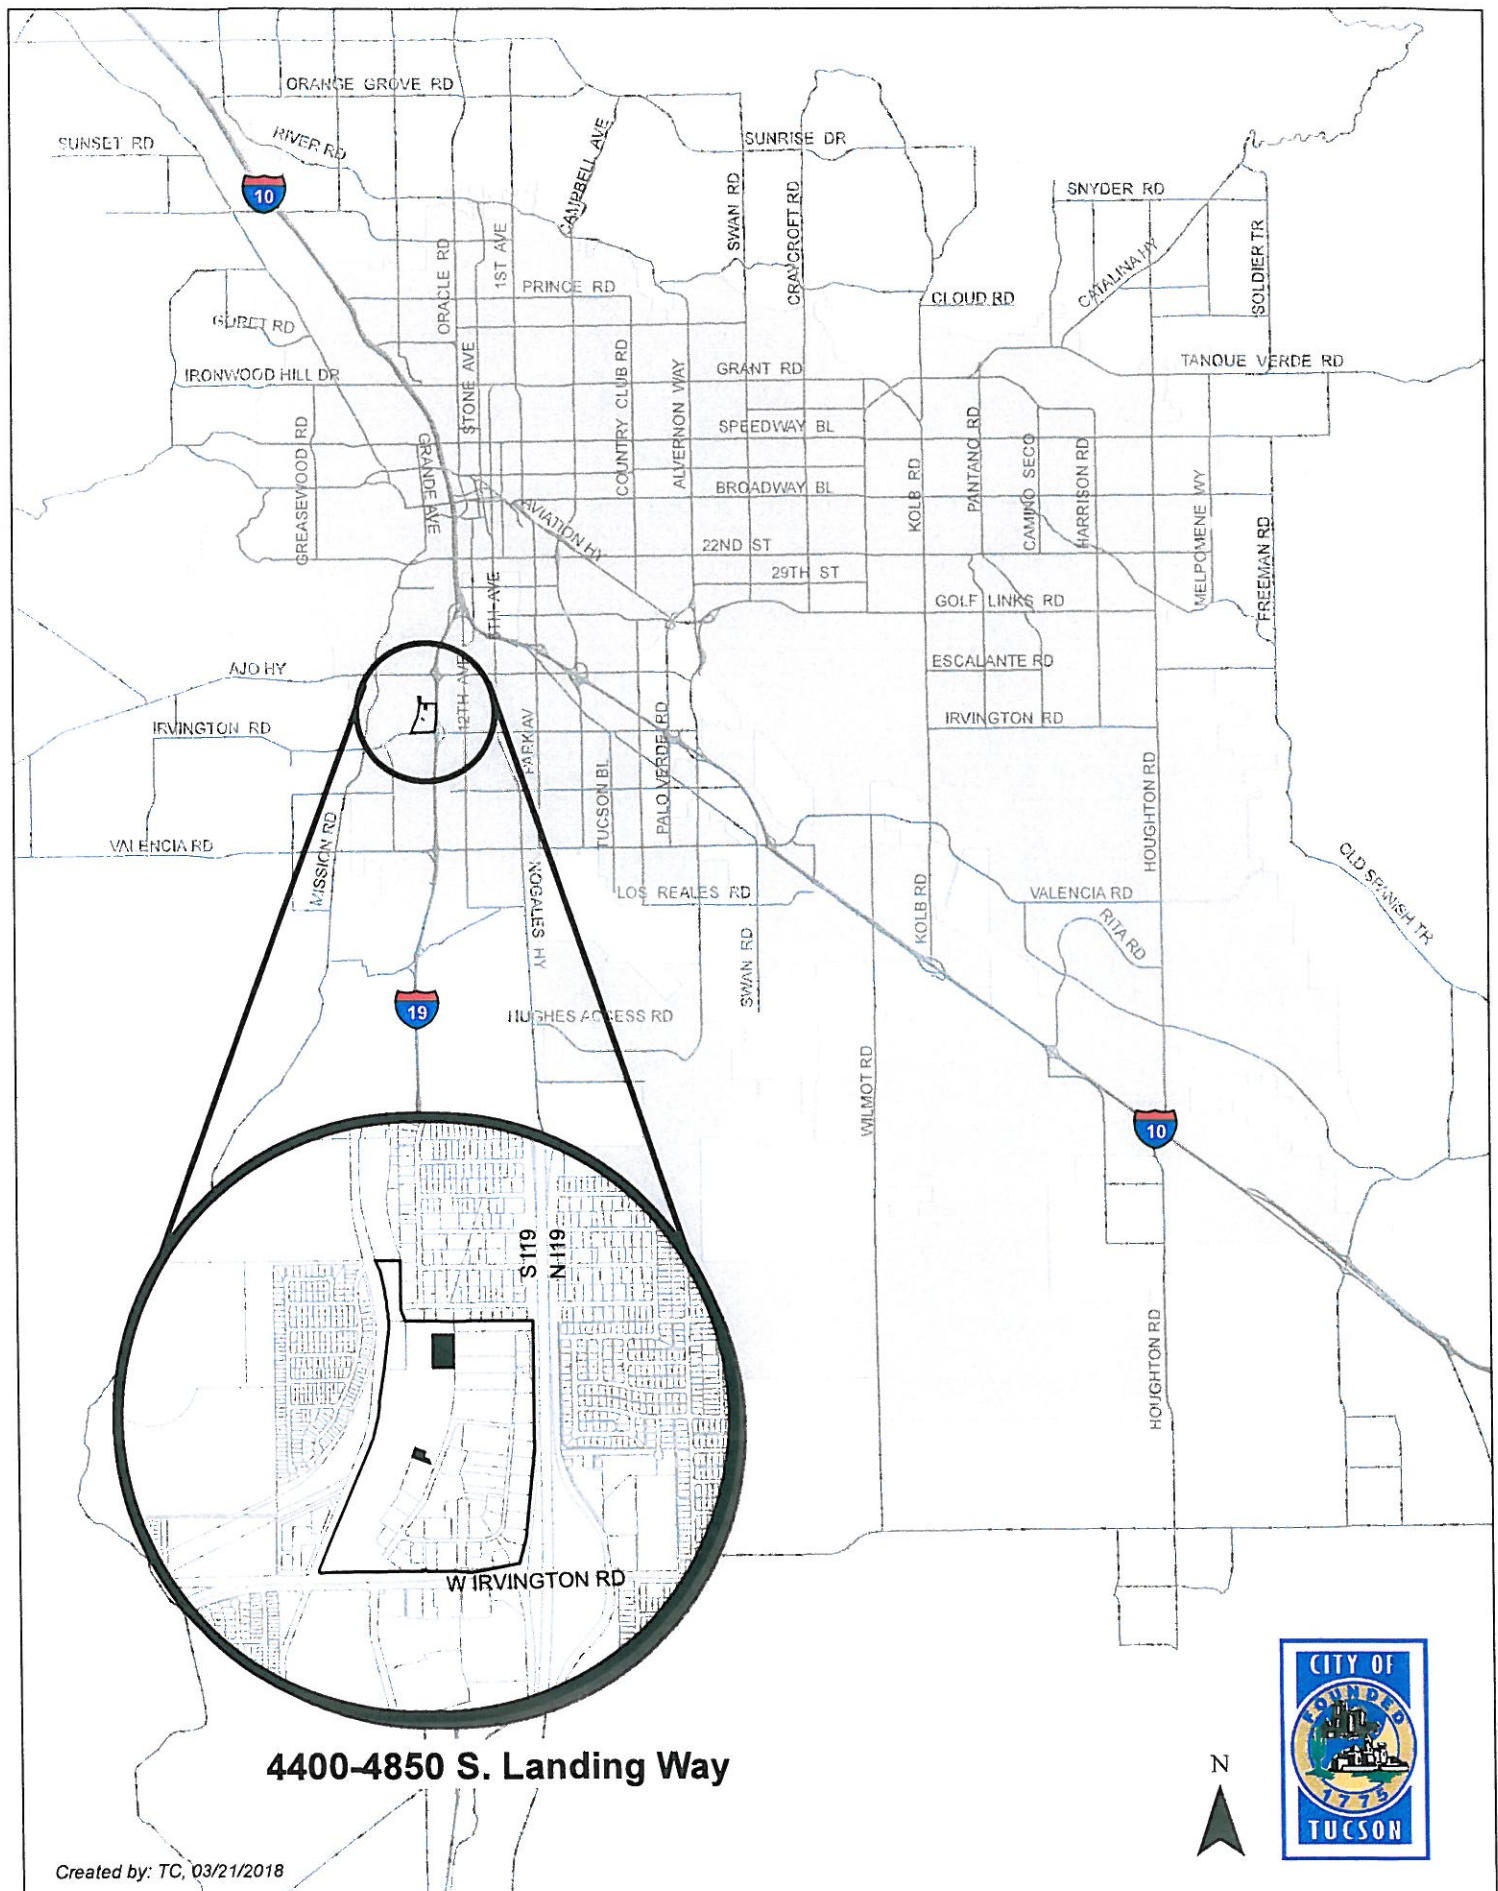 ORANGE GROVE RD
SUNSET RD
RIVER RD
CAMPBELL AVE
SUNRISE DR
10
SWAN RD
CRAYCROFT RD
SNYDER RD
SOLDIER TR
CATALINA HY
ORACLE RD
1ST AVE
PRINCE RD
CLOUD RD
GURET RD
IRONWOOD HILL DR
STONE AVE
COUNTRY CLUB RD
ALVERNON WAY
GRANT RD
TANQUE VERDE RD
GREASEWOOD RD
GRANDE AVE
SPEEDWAY BL
PANTANO RD
CAMINO SECO
HARRISON RD
KOLB RD
BROADWAY BL
MELPOMENE WY
FREEMAN RD
AVIATION HY
22ND ST
29TH ST
6TH AVE
GOLF LINKS RD
AJO HY
12TH AVE
ESCALANTE RD
IRVINGTON RD
PARK AV
PALO VERDE RD
IRVINGTON RD
TUCSON BL
HOUGHTON RD
VALENCIA RD
MISSION RD
NOGALES HY
LOS REALES RD
KOLB RD
VALENCIA RD
RITA RD
OLD SPANISH TR
SWAN RD
19
HUGHES ACCESS RD
WILMOT RD
10
S I19
N I19
HOUGHTON RD
W IRVINGTON RD
4400-4850 S. Landing Way
N
CITY OF
FOUNDED
1775
TUCSON
Created by: TC, 03/21/2018